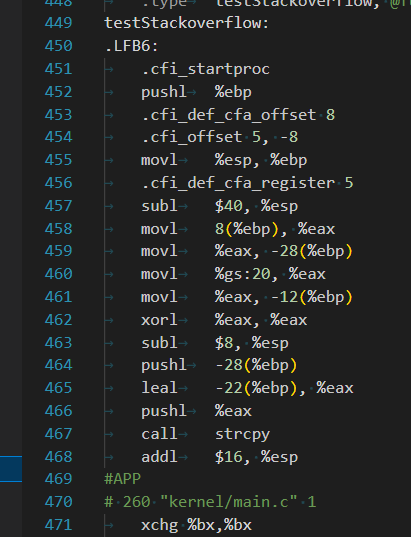 448 .type testStackoverflow,
449 testStackoverflow:
450 .LFB6:
451 .cfi_startproc
452 pushl %ebp
453 .cfi_def_cfa_offset 8
454 .cfi_offset 5, -8
455 movl %esp, %ebp
456 .cfi_def_cfa_register 5
457 subl $40, %esp
458 movl 8(%ebp), %eax
459 movl %eax, -28(%ebp)
460 movl %gs:20, %eax
461 movl %eax, -12(%ebp)
462 xorl %eax, %eax
463 subl $8, %esp
464 pushl -28(%ebp)
465 leal -22(%ebp), %eax
466 pushl %eax
467 call strcpy
468 addl $16, %esp
469 #APP
470 # 260 "kernel/main.c" 1
471 xchg %bx,%bx